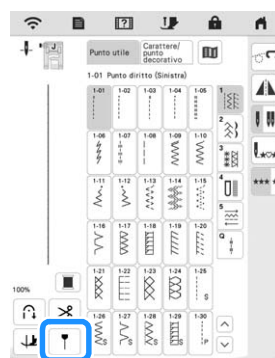 Punto utile
Carattere/
punto
decorativo
1-01 Punto diritto (Sinistra)
1-01 1-02 1-03 1-04 1-05
1
1-06 1-07 1-08 1-09 1-10
2
3
1-11 1-12 1-13 1-14 1-15
4
1-16 1-17 1-18 1-19 1-20
5
Q
1-21 1-22 1-23 1-24 1-25
S
100%
1-26 1-27 1-28 1-29 1-30
S S S S P